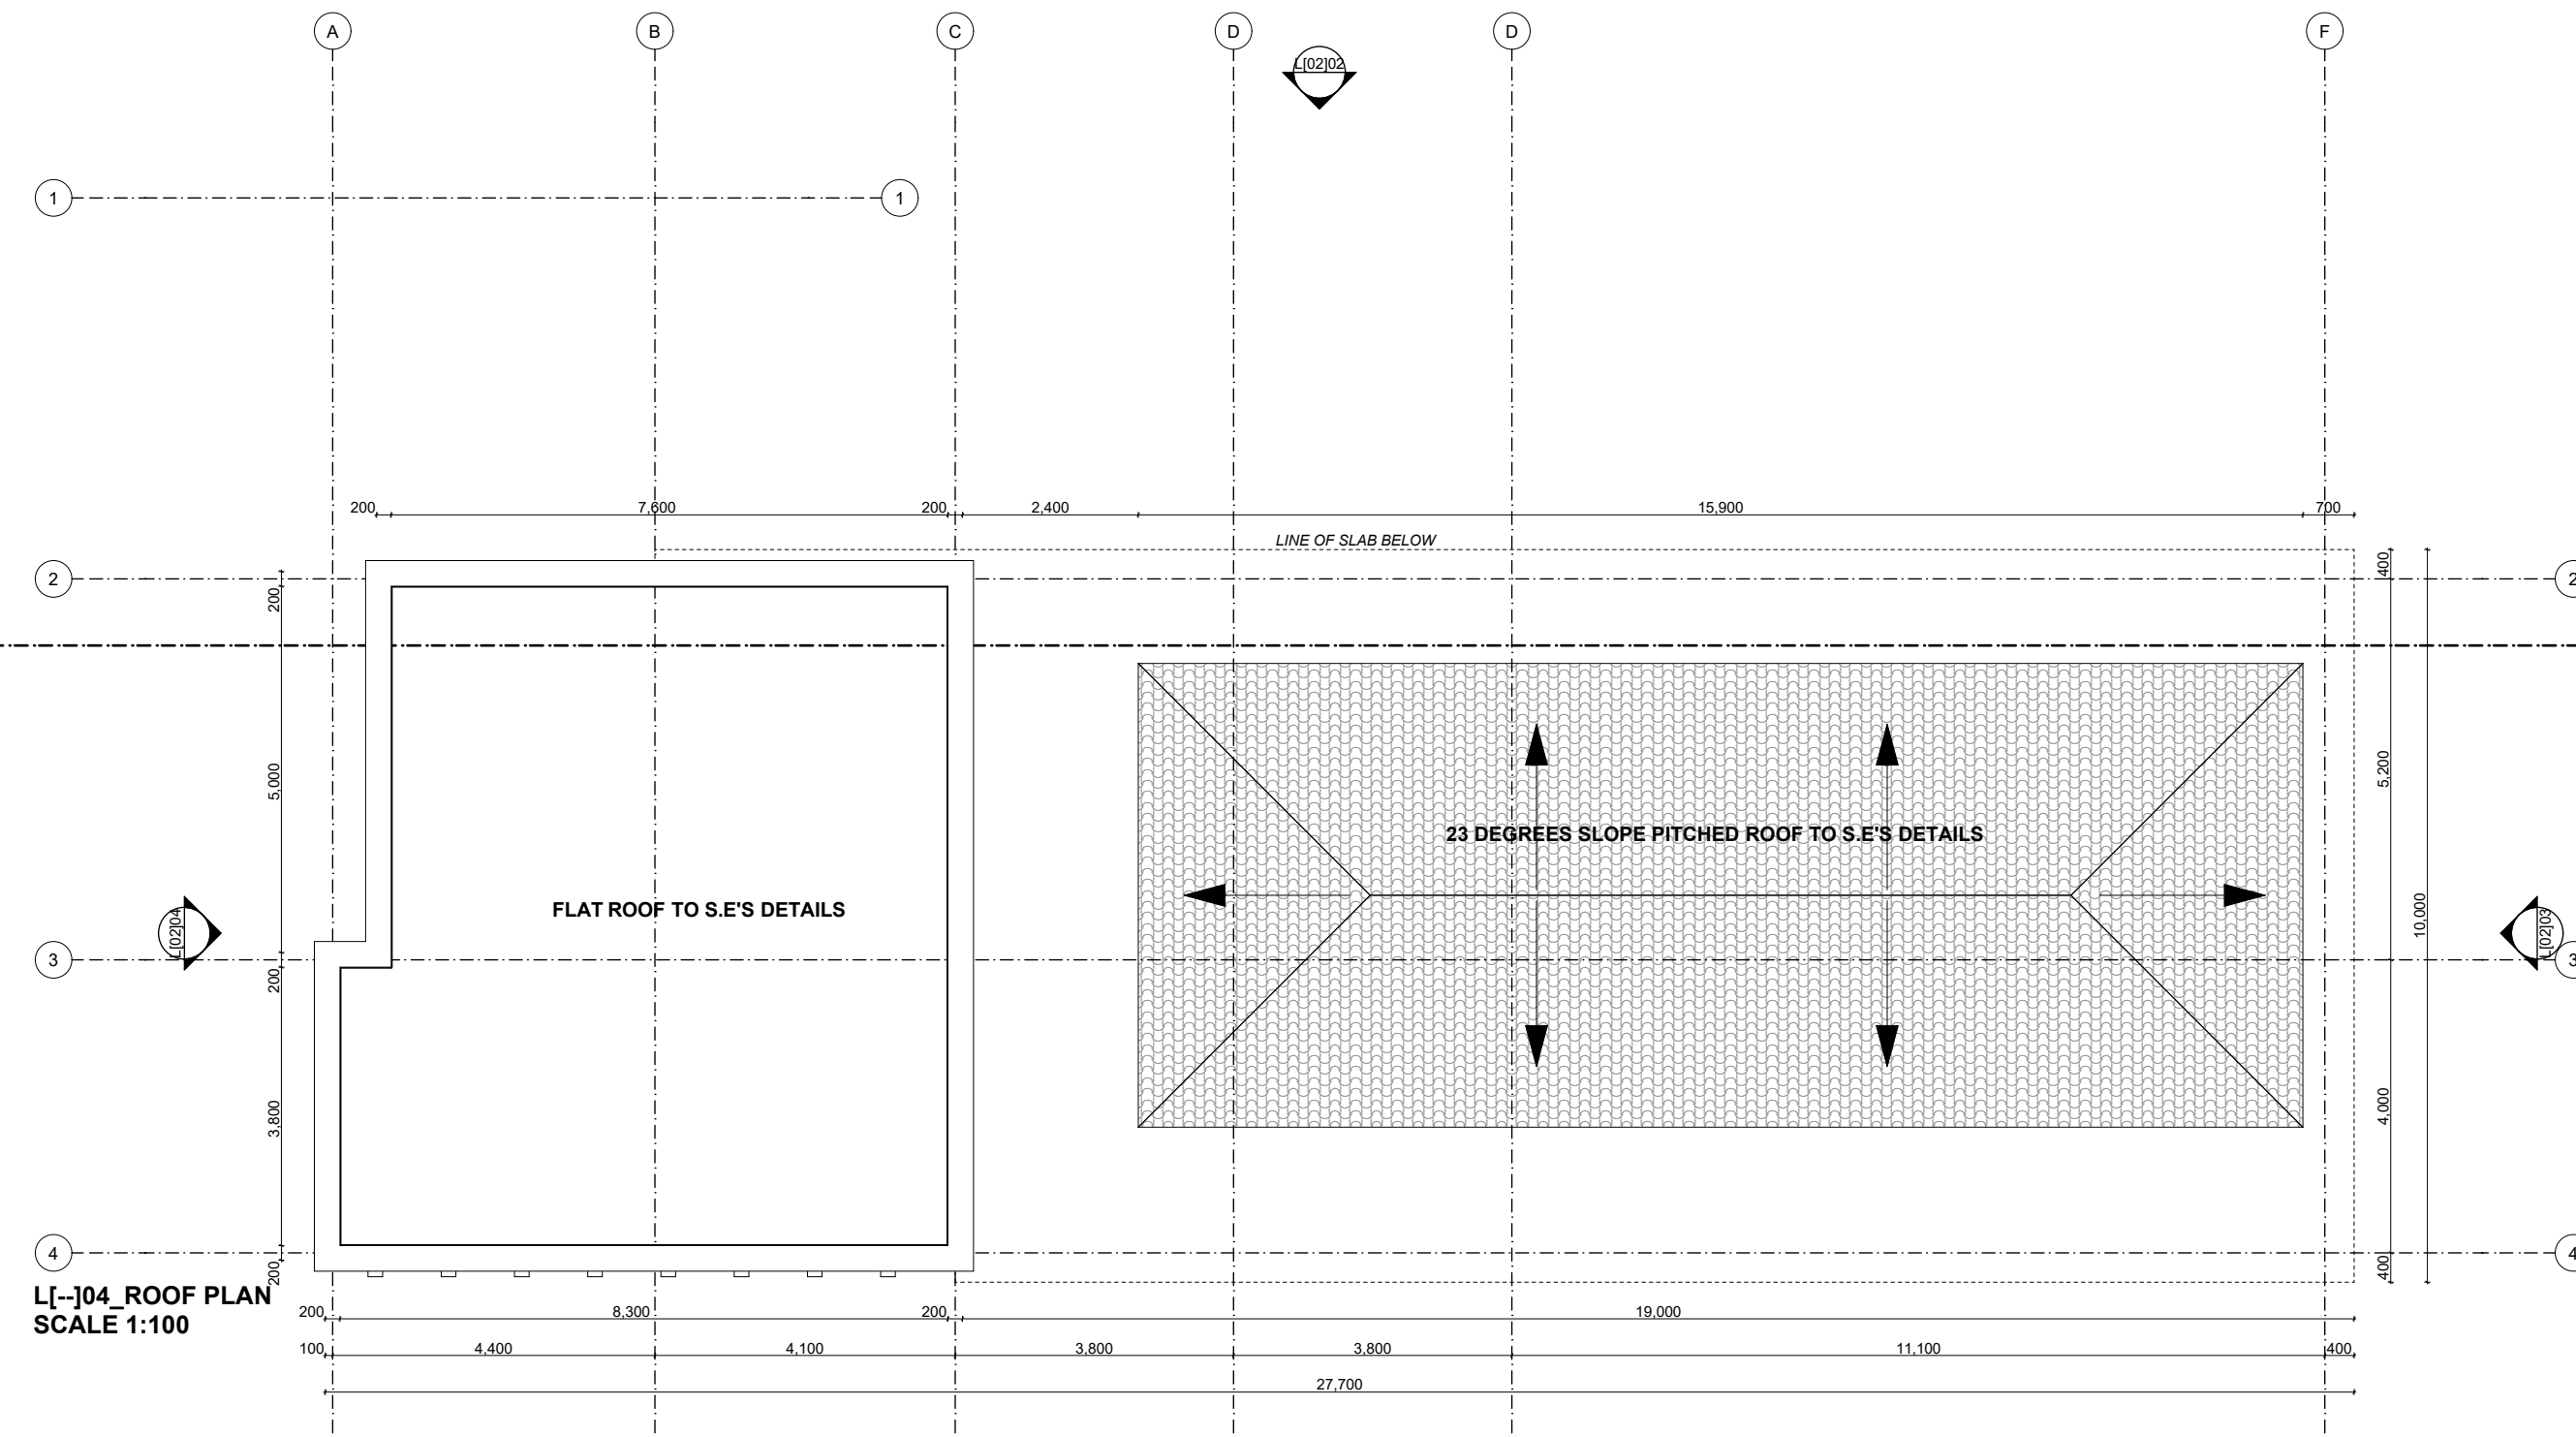 A
B
C
D
D
F
L[02]02
1
1
200
7,600
200
2,400
15,900
700
LINE OF SLAB BELOW
2
2
200
400
5,000
5,200
23 DEGREES SLOPE PITCHED ROOF TO S.E'S DETAILS
FLAT ROOF TO S.E'S DETAILS
L[02]04
10,000
L[02]03
3
3
200
3,800
4,000
4
4
200
400
L[--]04_ROOF PLAN
SCALE 1:100
200
8,300
200
19,000
100
4,400
4,100
3,800
3,800
11,100
400
27,700